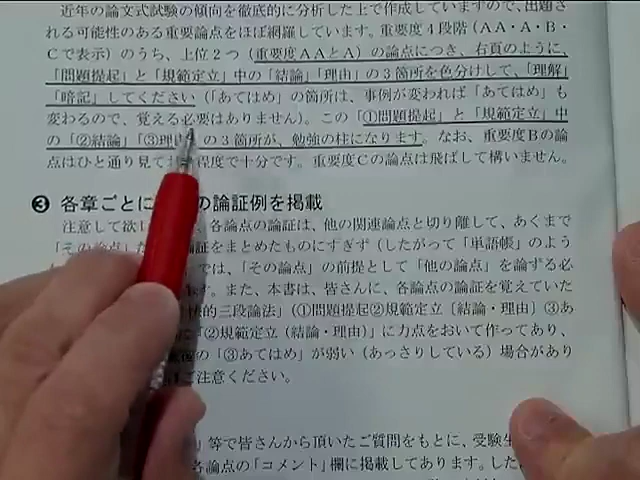 近年の論文式試験の傾向を徹底的に分析した上で作成していますので、出題さ
れる可能性のある重要論点をほぼ網羅しています。重要度4段階（AA・A・B・
Cで表示）のうち、上位2つ（重要度AAとA）の論点につき、右頁のように、
「問題提起」と「規範定立」中の「結論」「理由」の3箇所を色分けして、「理解」
「暗記」してください（「あてはめ」の箇所は、事例が変われば「あてはめ」も
変わるので、覚える必要はありません）。この「①問題提起」と「規範定立」中
の「②結論」「③理 の3箇所が、勉強の柱になります。なお、重要度Bの論
点はひと通り見て 程度で十分です。重要度Cの論点は飛ばして構いません。
❸ 各章ごとに の論証例を掲載
注意して欲し 、各論点の論証は、他の関連論点と切り離して、あくまで
「その論点」だ 論証をまとめたものにすぎず（したがって「単語帳」のよう
では、「その論点」の前提として「他の論点」を論ずる必
す。また、本書は、皆さんに、各論点の論証を覚えていた
的三段論法」（①問題提起②規範定立〔結論・理由〕③あ
「②規範定立（結論・理由）」に力点をおいて作ってあり、
の「③あてはめ」が弱い（あっさりしている）場合があり
ご注意ください。
」等で皆さんから頂いたご質問をもとに、受験生
各論点の「コメント」欄に掲載してあります。した